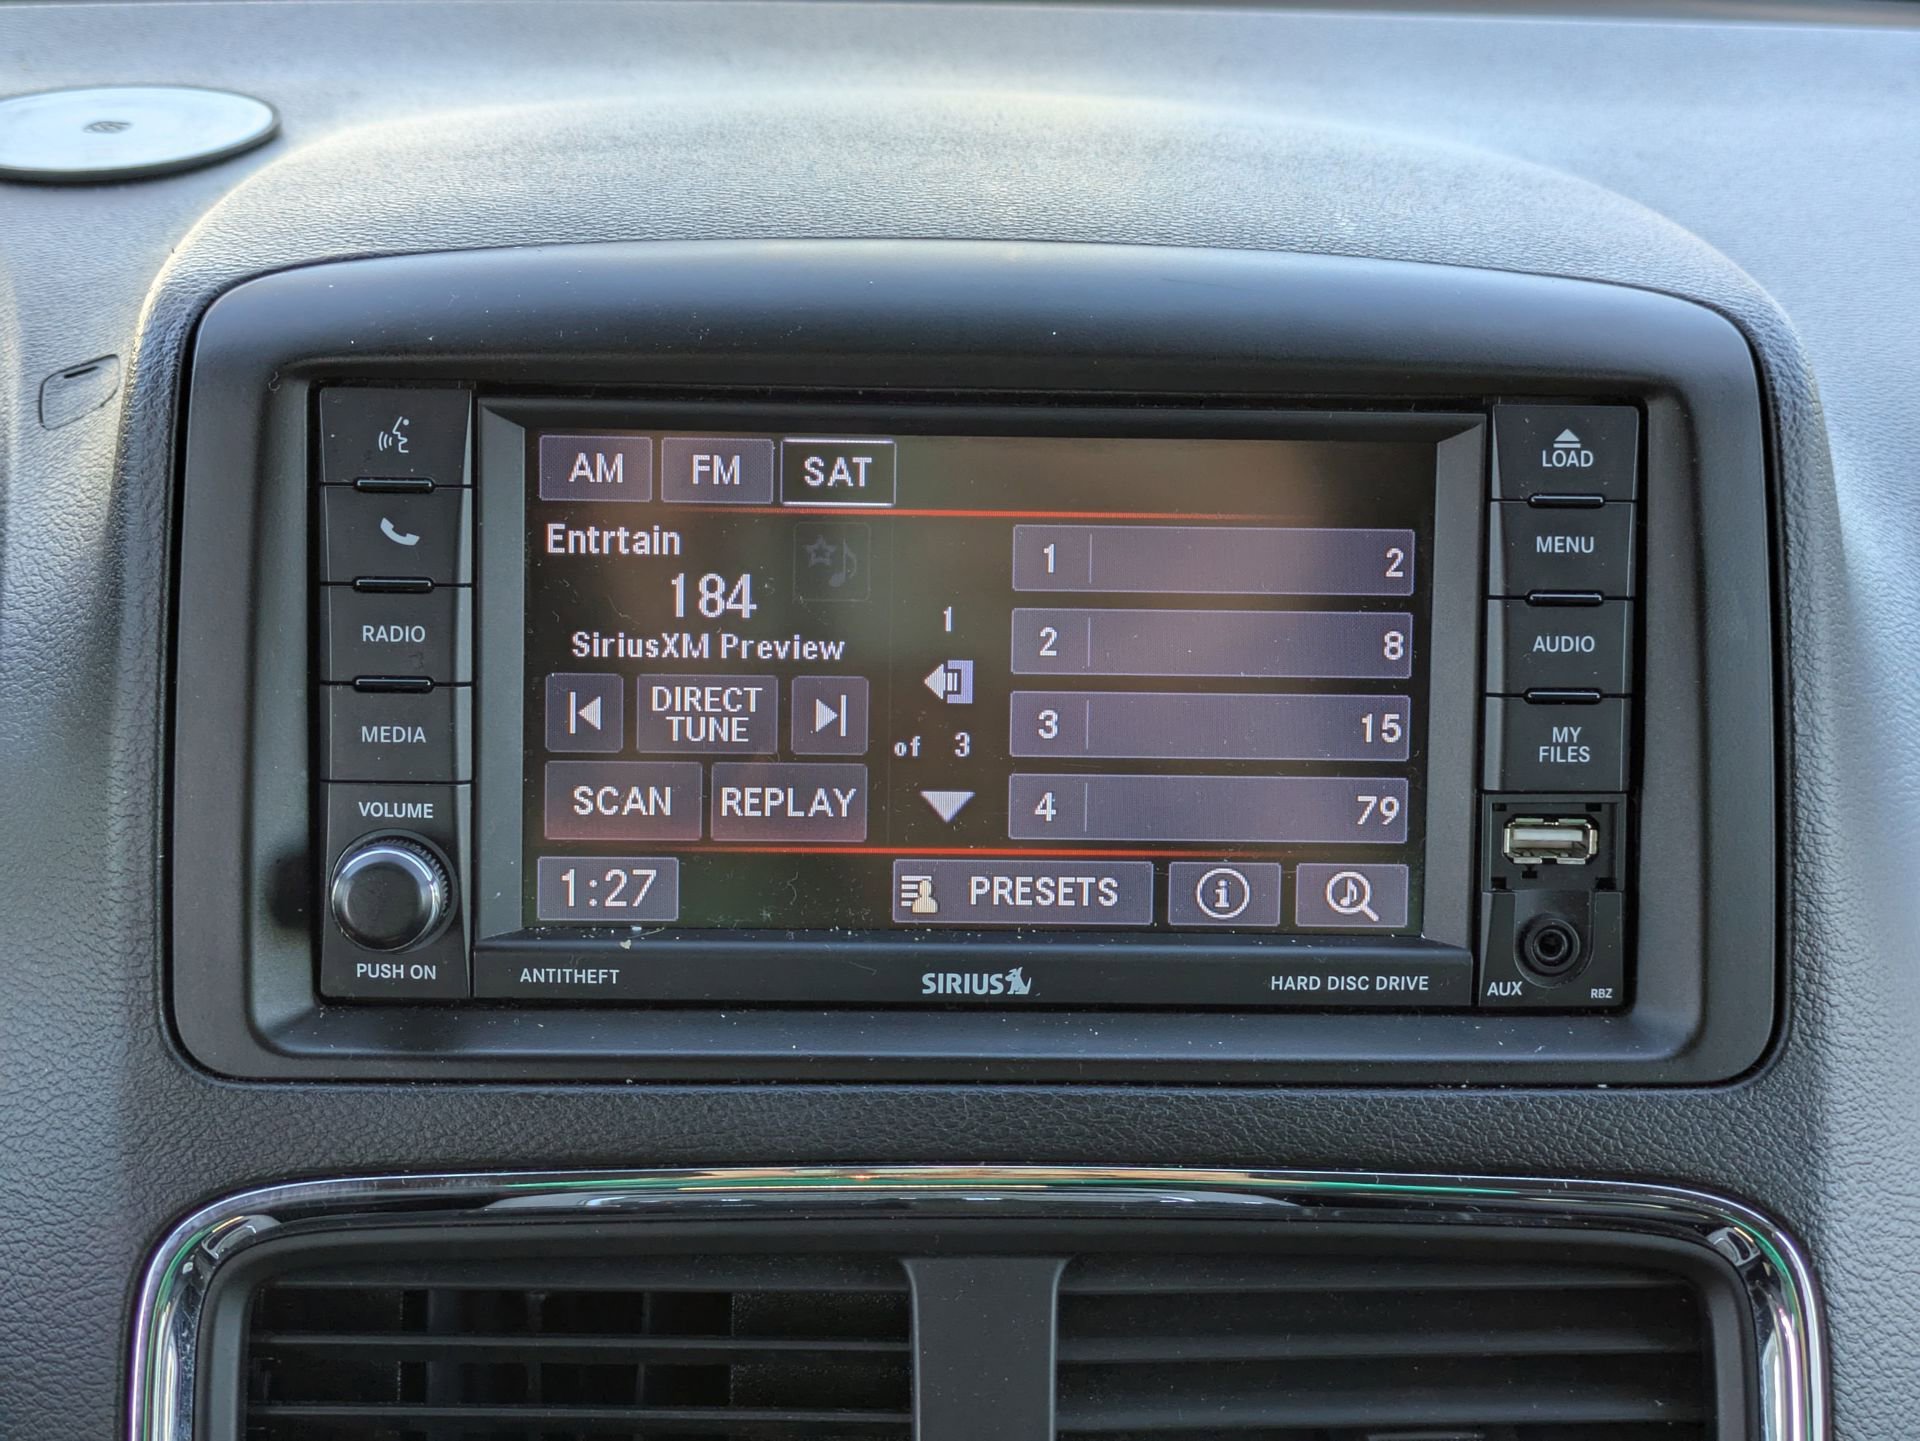 AM FM SAT
Entrtain
184
SiriusXM Preview
DIRECT
TUNE
SCAN REPLAY
1
of 3
1 2
2 8
3 15
4 79
1:27 PRESETS
RADIO
MEDIA
VOLUME
PUSH ON
LOAD
MENU
AUDIO
MY
FILES
AUX RBZ
ANTITHEFT SIRIUS HARD DISC DRIVE